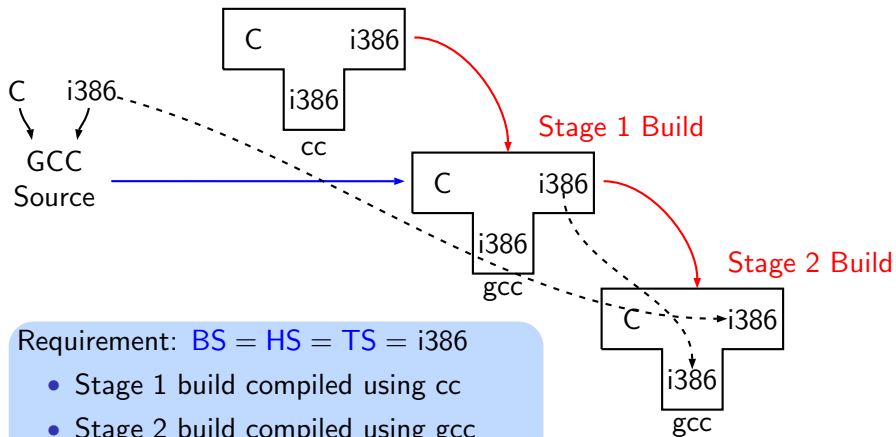 C i386
i386
cc
C i386
GCC
Source
Stage 1 Build
C i386
i386
gcc
Stage 2 Build
C i386
i386
gcc
Requirement: BS = HS = TS = i386
• Stage 1 build compiled using cc
• Stage 2 build compiled using gcc